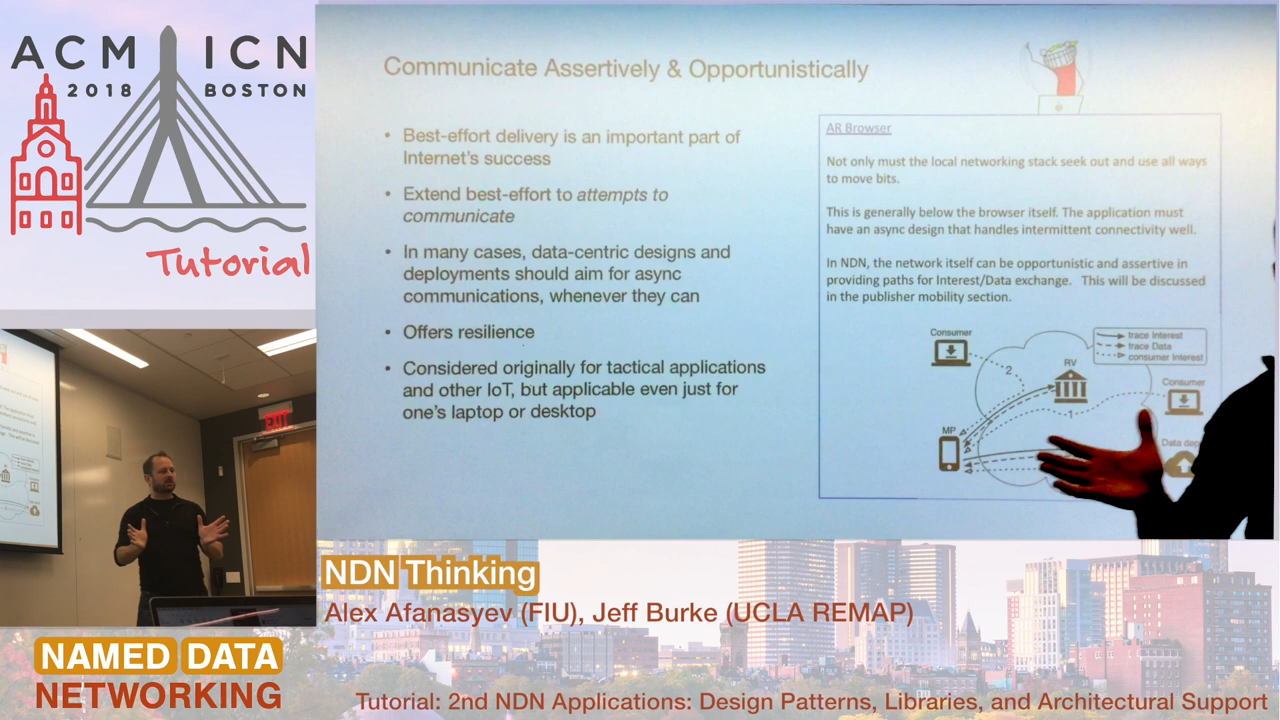 ACM ICN
2018 BOSTON
Tutorial
Communicate Assertively & Opportunistically
• Best-effort delivery is an important part of
Internet's success
• Extend best-effort to attempts to
communicate
• In many cases, data-centric designs and
deployments should aim for async
communications, whenever they can
• Offers resilience
• Considered originally for tactical applications
and other IoT, but applicable even just for
one's laptop or desktop
AR Browser
Not only must the local networking stack seek out and use all ways
to move bits.
This is generally below the browser itself. The application must
have an async design that handles intermittent connectivity well.
In NDN, the network itself can be opportunistic and assertive in
providing paths for Interest/Data exchange. This will be discussed
in the publisher mobility section.
Consumer
trace Interest
trace Data
consumer Interest
RV
2
Consumer
1
MP
Data
EXIT
NDN Thinking
Alex Afanasyev (FIU), Jeff Burke (UCLA REMAP)
NAMED DATA
NETWORKING
Tutorial: 2nd NDN Applications: Design Patterns, Libraries, and Architectural Support